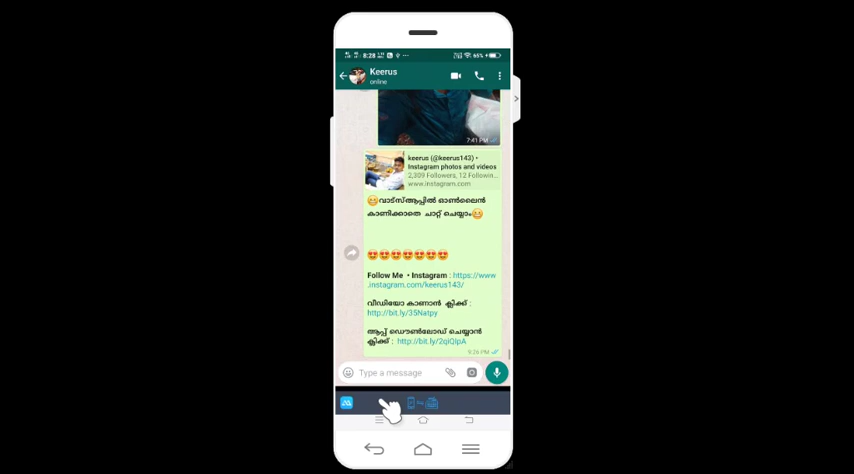 8:28
65%
Keerus
online
7:41 PM
keerus (@keerus143) •
Instagram photos and videos
2,309 Followers, 12 Followin...
www.instagram.com
😊വാട്സ്ആപ്പിൽ ഓൺലൈൻ
കാണിക്കാതെ ചാറ്റ് ചെയ്യാം😊
😍😍😍😍😍😍😍
Follow Me • Instagram : https://www
.instagram.com/keerus143/
വീഡിയോ കാണാൻ ക്ലിക്ക് :
http://bit.ly/35Natpy
ആപ്പ് ഡൌൺലോഡ് ചെയ്യാൻ
ക്ലിക്ക് : http://bit.ly/2qiQIpA
9:26 PM
Type a message